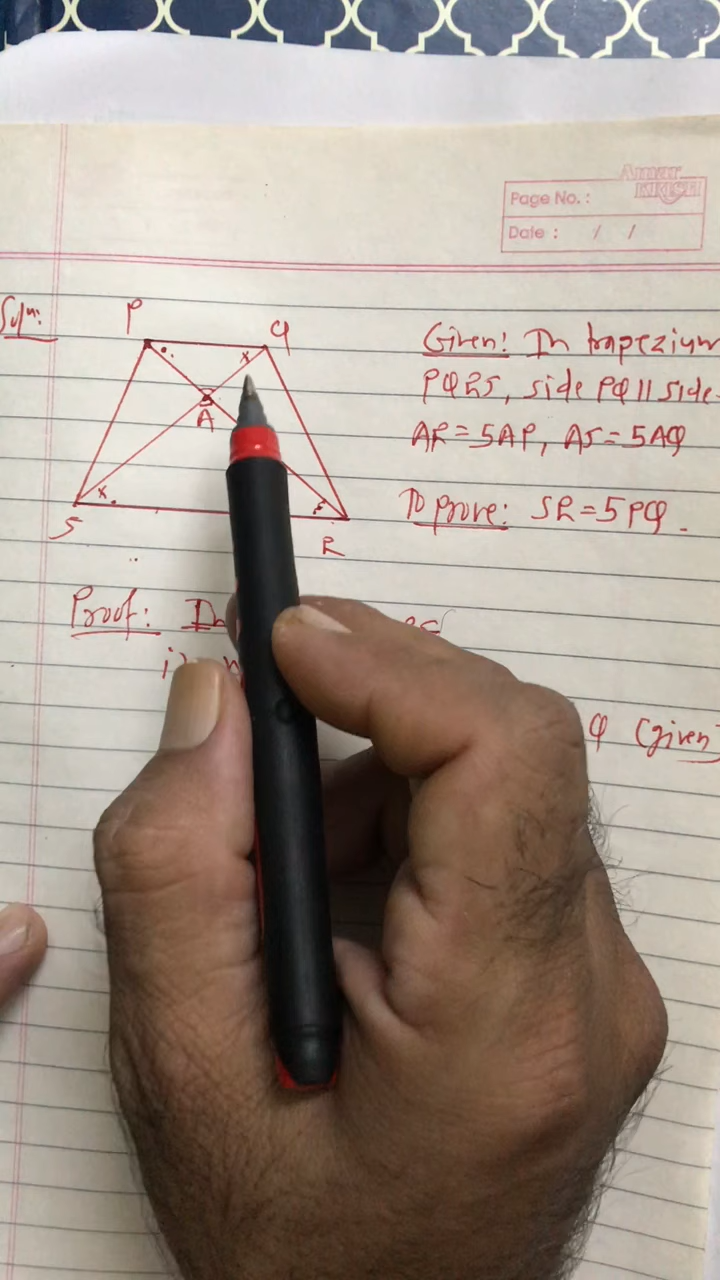 Amar
Page No. :
Date : / /
Soln:
P Q
x
A
x
S R
Given: In trapezium
PQRS, side PQ || side
AR = 5AP, AS = 5AQ
To prove: SR = 5PQ.
Proof: In
Q (given)